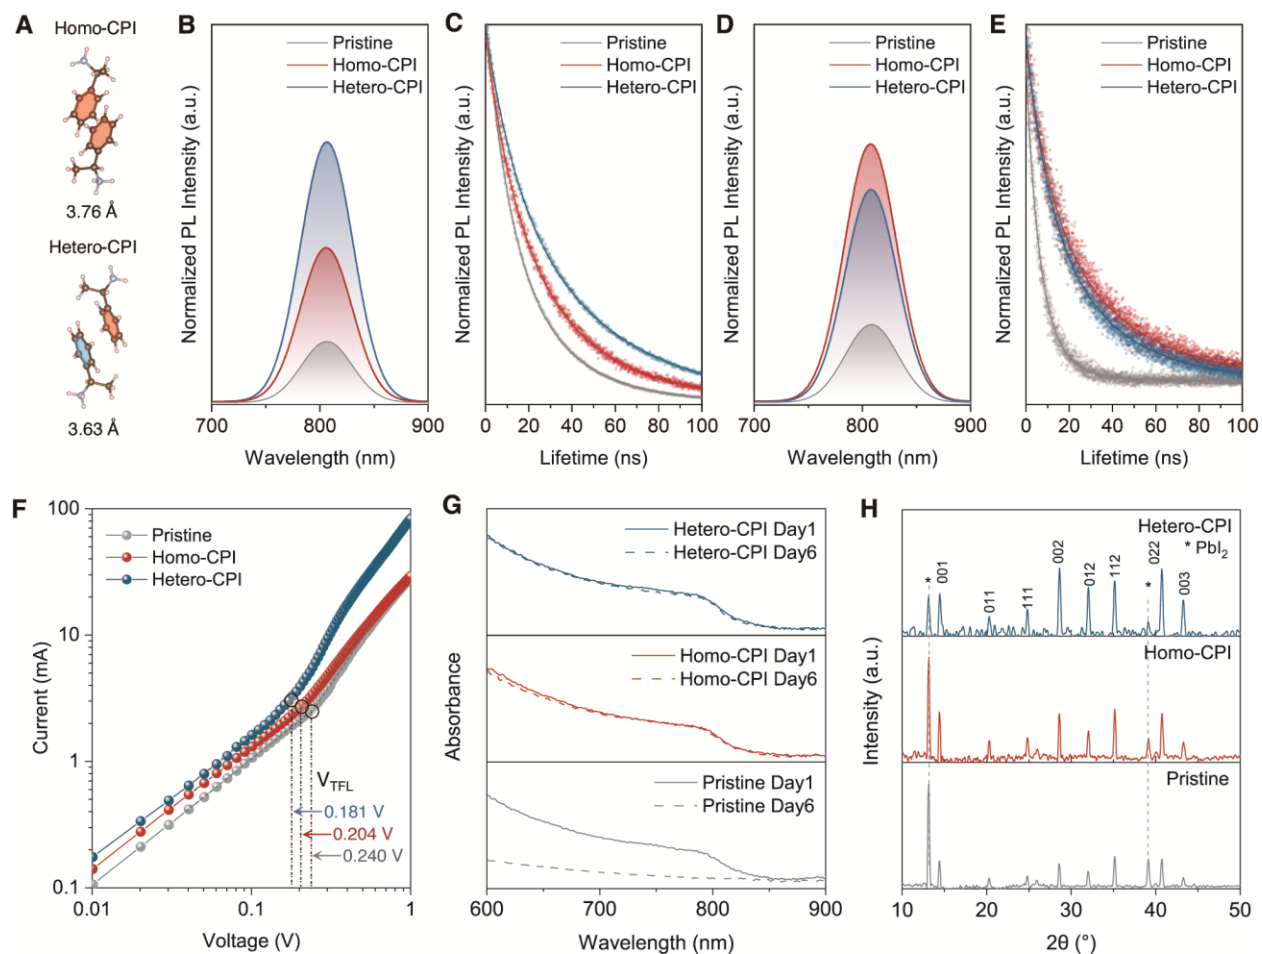 A
Homo-CPI
3.76 Å
Hetero-CPI
3.63 Å
B
Normalized PL Intensity (a.u.)
Pristine
Homo-CPI
Hetero-CPI
700 800 900
Wavelength (nm)
C
Normalized PL Intensity (a.u.)
Pristine
Homo-CPI
Hetero-CPI
0 20 40 60 80 100
Lifetime (ns)
D
Normalized PL Intensity (a.u.)
Pristine
Homo-CPI
Hetero-CPI
700 800 900
Wavelength (nm)
E
Normalized PL Intensity (a.u.)
Pristine
Homo-CPI
Hetero-CPI
0 20 40 60 80 100
Lifetime (ns)
F
Current (mA)
100
10
1
0.1
Pristine
Homo-CPI
Hetero-CPI
VTFL
0.181 V
0.204 V
0.240 V
0.01 0.1 1
Voltage (V)
G
Absorbance
Hetero-CPI Day1
Hetero-CPI Day6
Homo-CPI Day1
Homo-CPI Day6
Pristine Day1
Pristine Day6
600 700 800 900
Wavelength (nm)
H
Intensity (a.u.)
Hetero-CPI
* PbI2
* 001 011 111 002 012 112 * 022 003
Homo-CPI
Pristine
10 20 30 40 50
2θ (°)